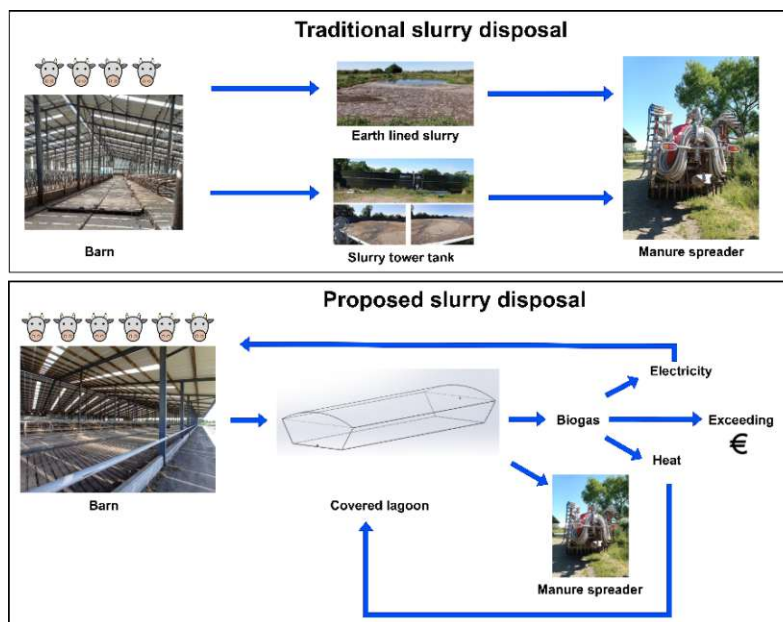 Traditional slurry disposal
Earth lined slurry
Barn
Slurry tower tank
Manure spreader
Proposed slurry disposal
Electricity
Biogas
Exceeding
€
Heat
Barn
Covered lagoon
Manure spreader